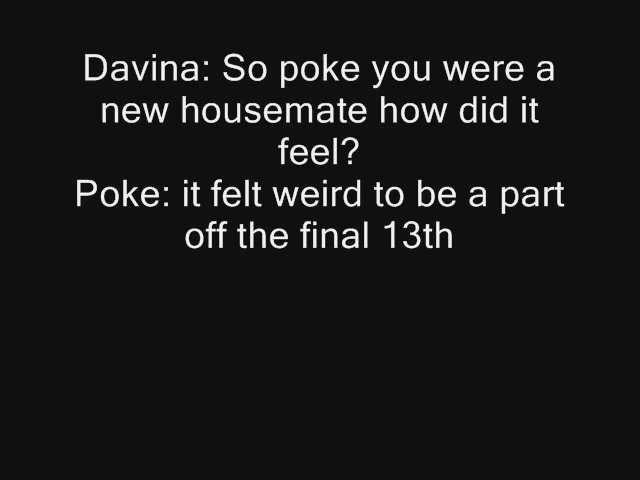 Davina: So poke you were a
new housemate how did it
feel?
Poke: it felt weird to be a part
off the final 13th